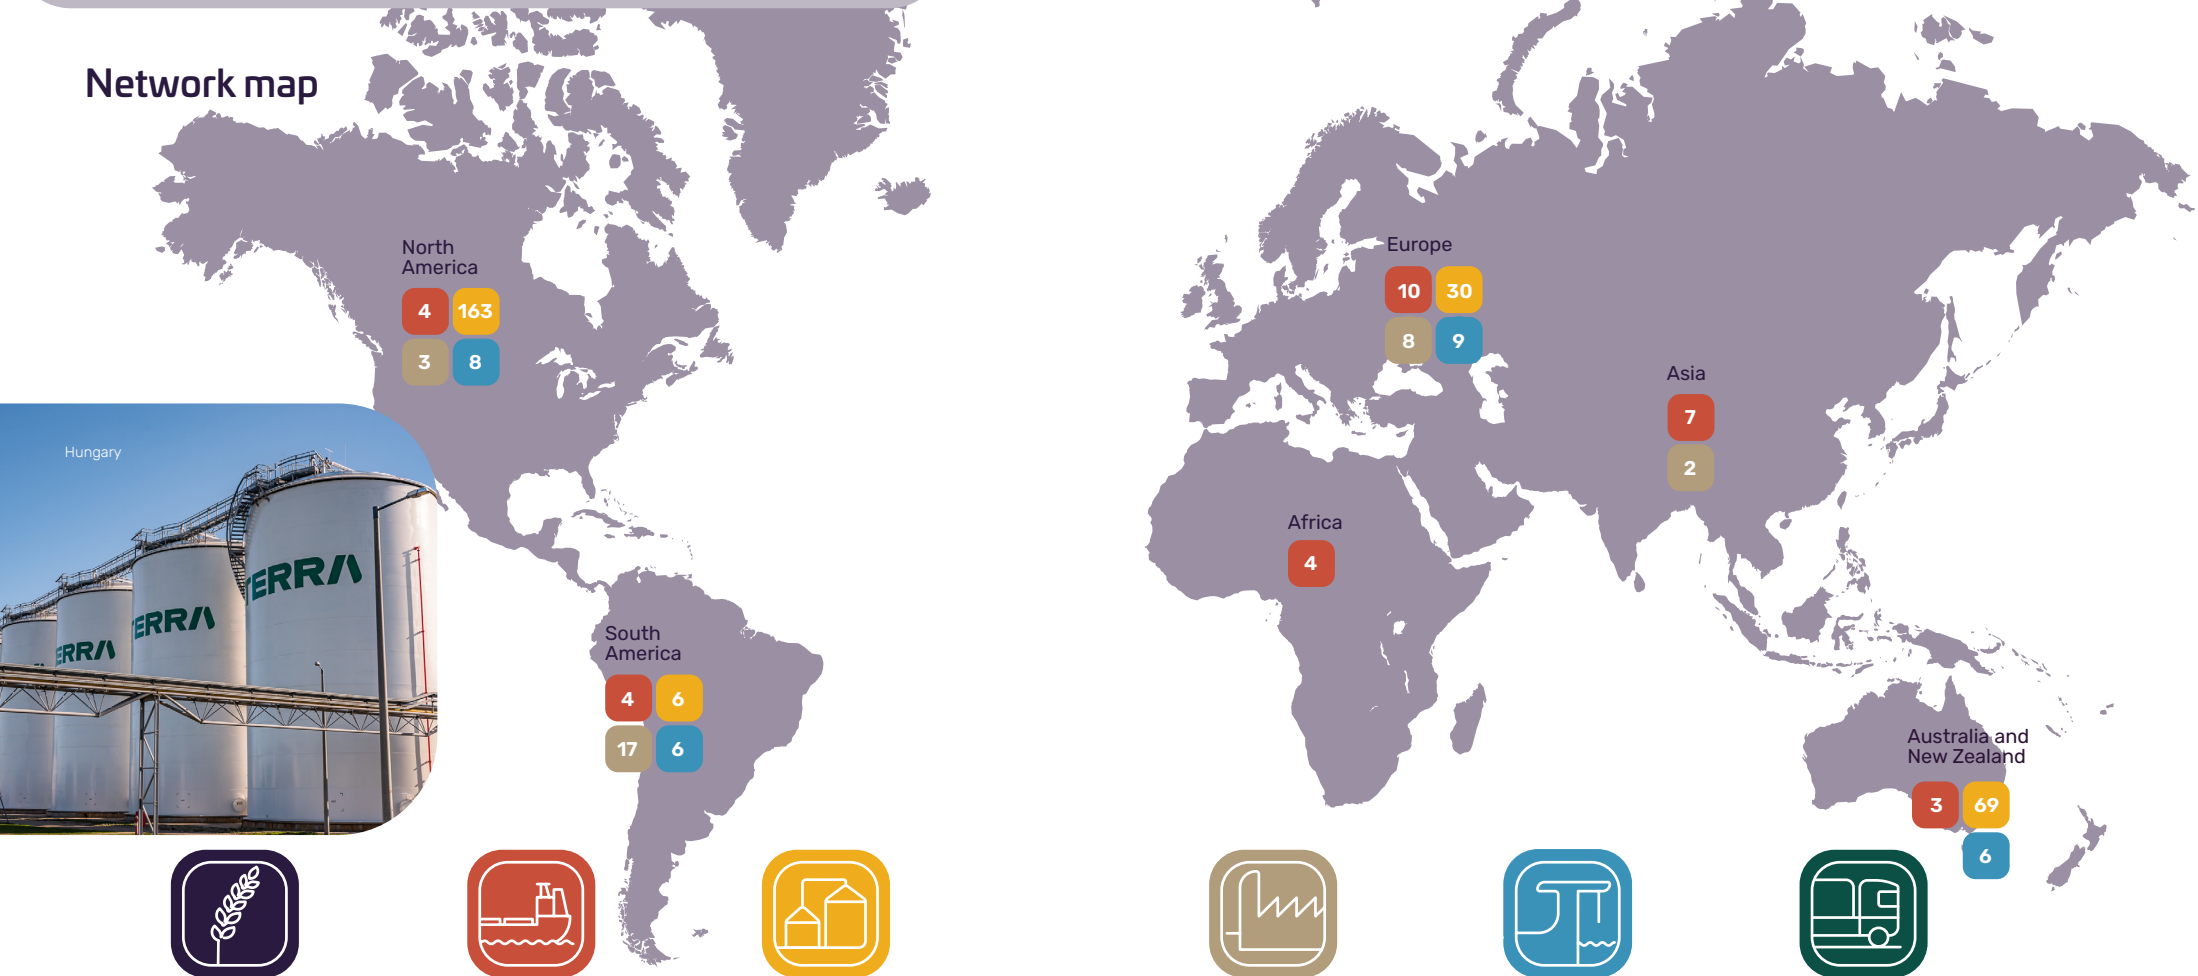 Network map
North
America
4 163
3 8
Europe
10 30
8 9
Asia
7
2
Hungary
Africa
4
ERRA
ERRA
ERRA
South
America
4 6
17 6
Australia and
New Zealand
3 69
6